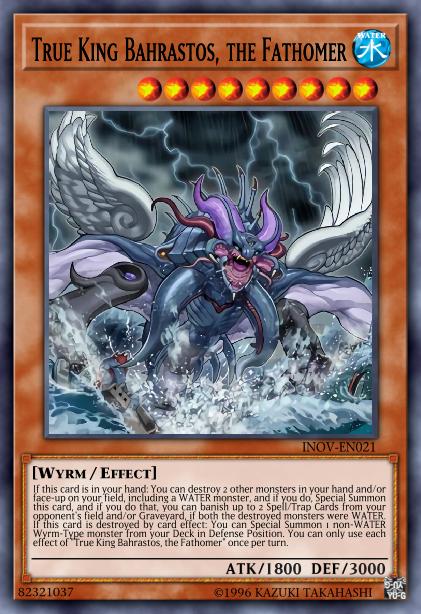 True King Bahrastos, the Fathomer
WATER
水
INOV-EN021
[Wyrm / Effect]
If this card is in your hand: You can destroy 2 other monsters in your hand and/or
face-up on your field, including a WATER monster, and if you do, Special Summon
this card, and if you do that, you can banish up to 2 Spell/Trap Cards from your
opponent's field and/or Graveyard, if both the destroyed monsters were WATER.
If this card is destroyed by card effect: You can Special Summon 1 non-WATER
Wyrm-Type monster from your Deck in Defense Position. You can only use each
effect of "True King Bahrastos, the Fathomer" once per turn.
ATK/1800 DEF/3000
82321037
©1996 KAZUKI TAKAHASHI